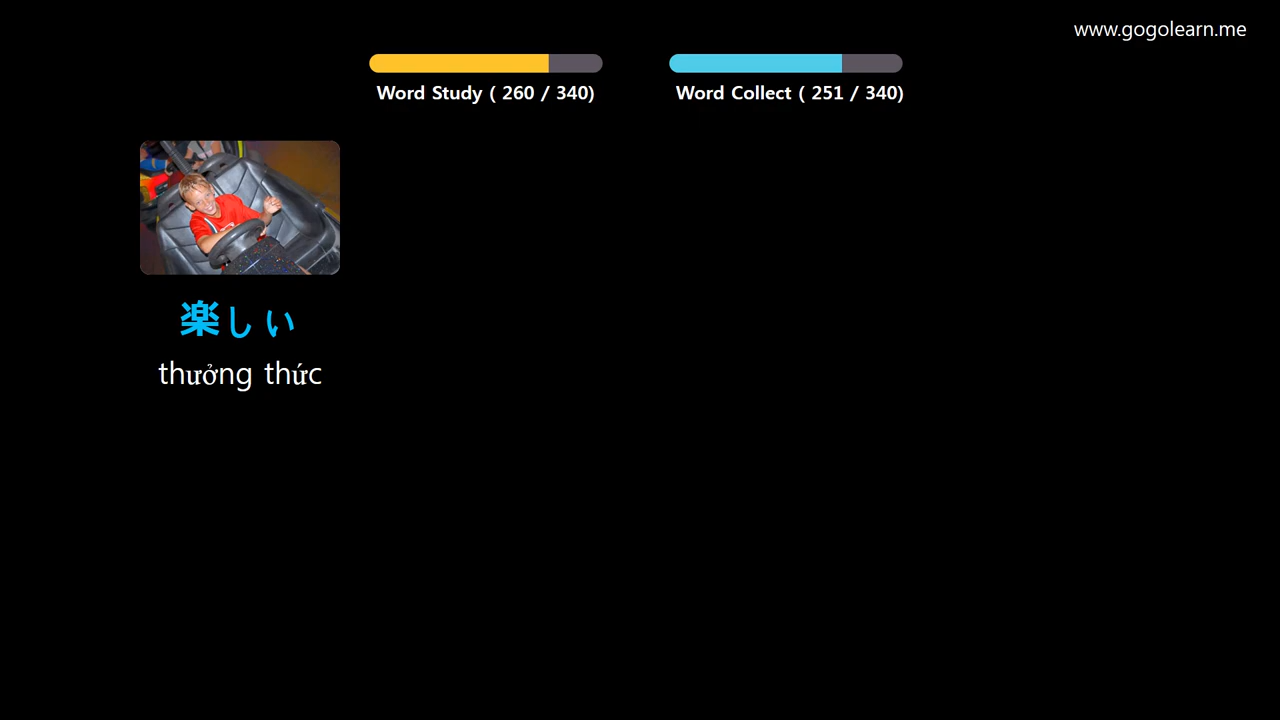 www.gogolearn.me
Word Study ( 260 / 340)
Word Collect ( 251 / 340)
楽しい
thưởng thức